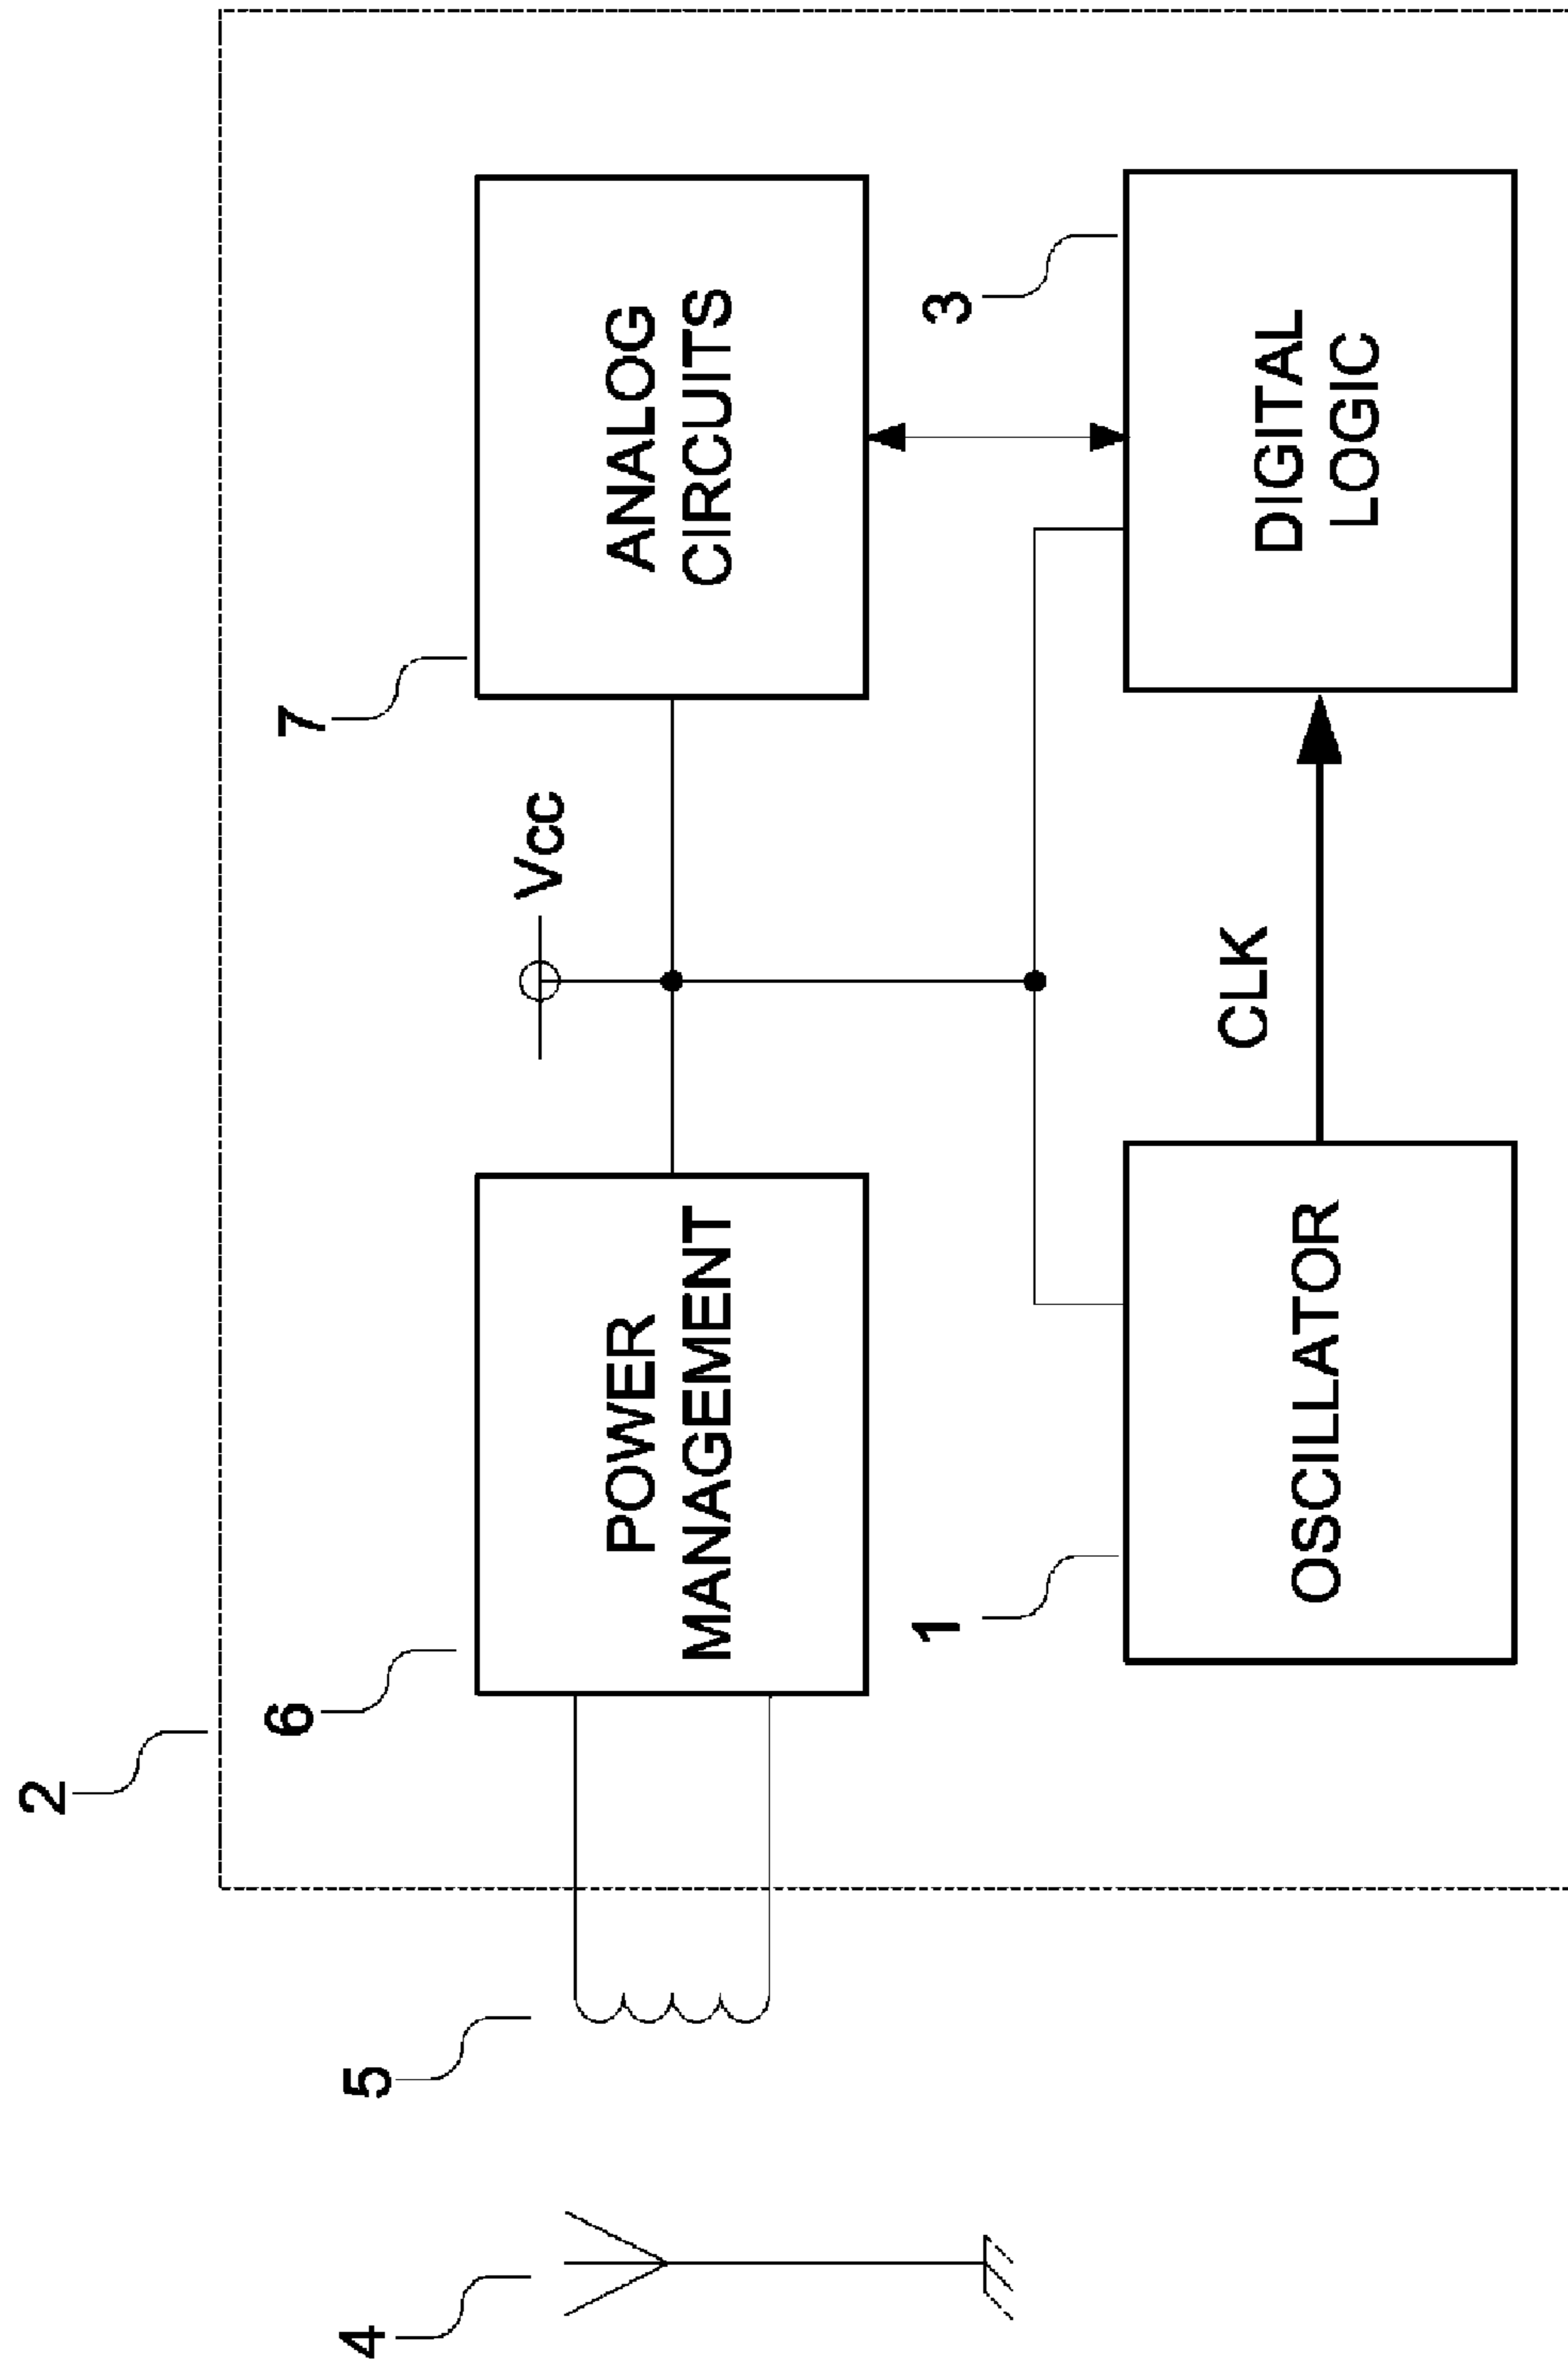 2
6
7
4
5
Vcc
POWER
MANAGEMENT
ANALOG
CIRCUITS
1
3
OSCILLATOR
CLK
DIGITAL
LOGIC